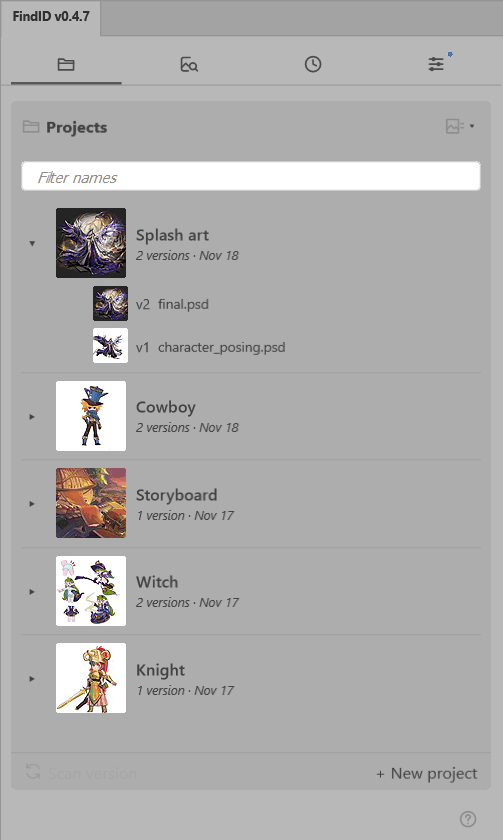 FindID v0.4.7
Projects
Filter names
Splash art
2 versions · Nov 18
v2 final.psd
v1 character_posing.psd
Cowboy
2 versions · Nov 18
Storyboard
1 version · Nov 17
Witch
2 versions · Nov 17
Knight
1 version · Nov 17
Scan version
+ New project